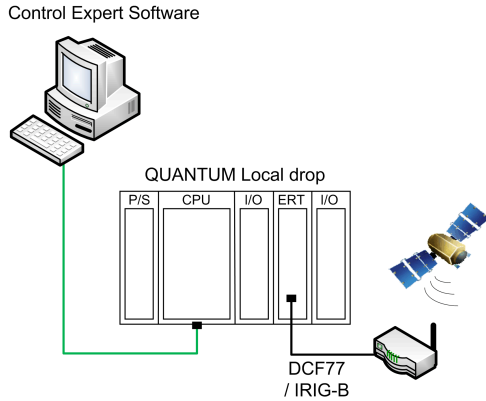 Control Expert Software
QUANTUM Local drop
P/S CPU I/O ERT I/O
DCF77
/ IRIG-B